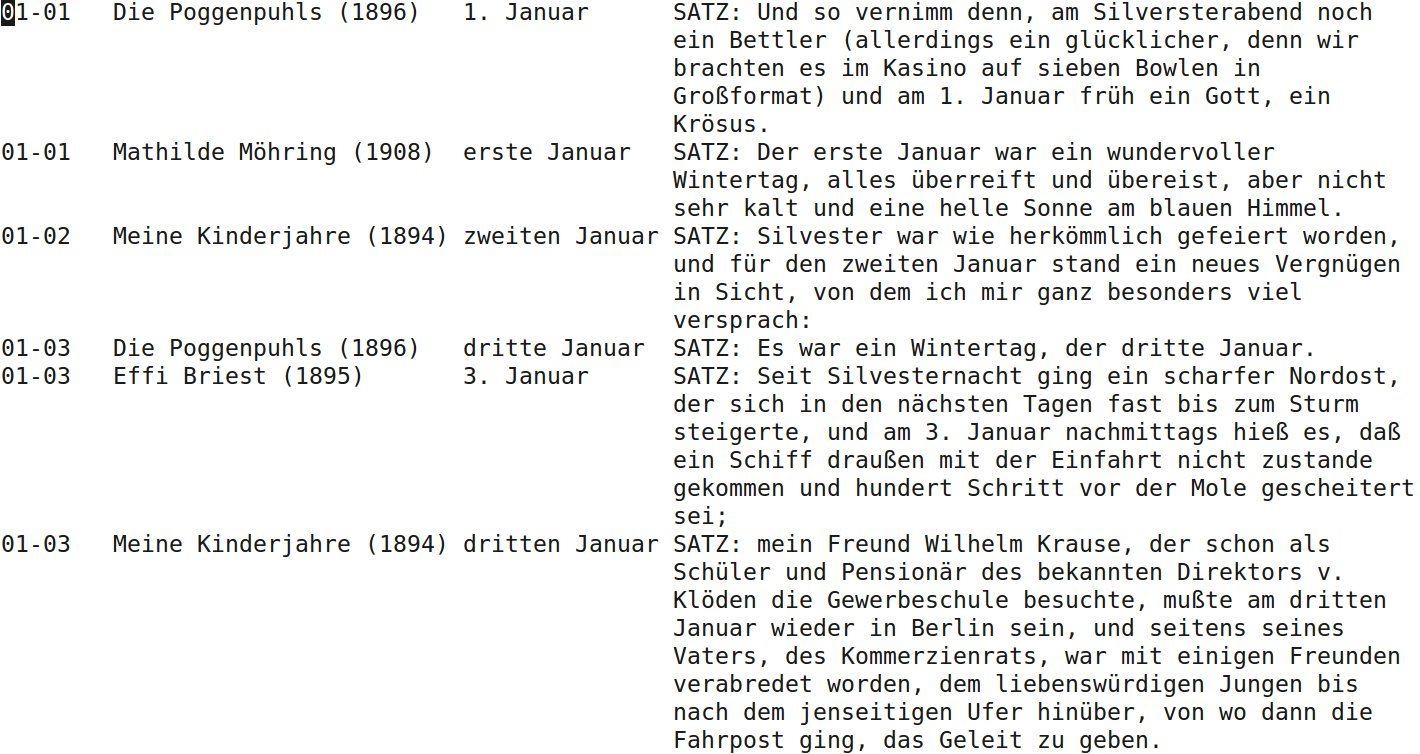 01-01 Die Poggenpuhls (1896) 1. Januar SATZ: Und so vernimm denn, am Silversterabend noch
ein Bettler (allerdings ein glücklicher, denn wir
brachten es im Kasino auf sieben Bowlen in
Großformat) und am 1. Januar früh ein Gott, ein
Krösus.
01-01 Mathilde Möhring (1908) erste Januar SATZ: Der erste Januar war ein wundervoller
Wintertag, alles überreift und übereist, aber nicht
sehr kalt und eine helle Sonne am blauen Himmel.
01-02 Meine Kinderjahre (1894) zweiten Januar SATZ: Silvester war wie herkömmlich gefeiert worden,
und für den zweiten Januar stand ein neues Vergnügen
in Sicht, von dem ich mir ganz besonders viel
versprach:
01-03 Die Poggenpuhls (1896) dritte Januar SATZ: Es war ein Wintertag, der dritte Januar.
01-03 Effi Briest (1895) 3. Januar SATZ: Seit Silvesternacht ging ein scharfer Nordost,
der sich in den nächsten Tagen fast bis zum Sturm
steigerte, und am 3. Januar nachmittags hieß es, daß
ein Schiff draußen mit der Einfahrt nicht zustande
gekommen und hundert Schritt vor der Mole gescheitert
sei;
01-03 Meine Kinderjahre (1894) dritten Januar SATZ: mein Freund Wilhelm Krause, der schon als
Schüler und Pensionär des bekannten Direktors v.
Klöden die Gewerbeschule besuchte, mußte am dritten
Januar wieder in Berlin sein, und seitens seines
Vaters, des Kommerzienrats, war mit einigen Freunden
verabredet worden, dem liebenswürdigen Jungen bis
nach dem jenseitigen Ufer hinüber, von wo dann die
Fahrpost ging, das Geleit zu geben.